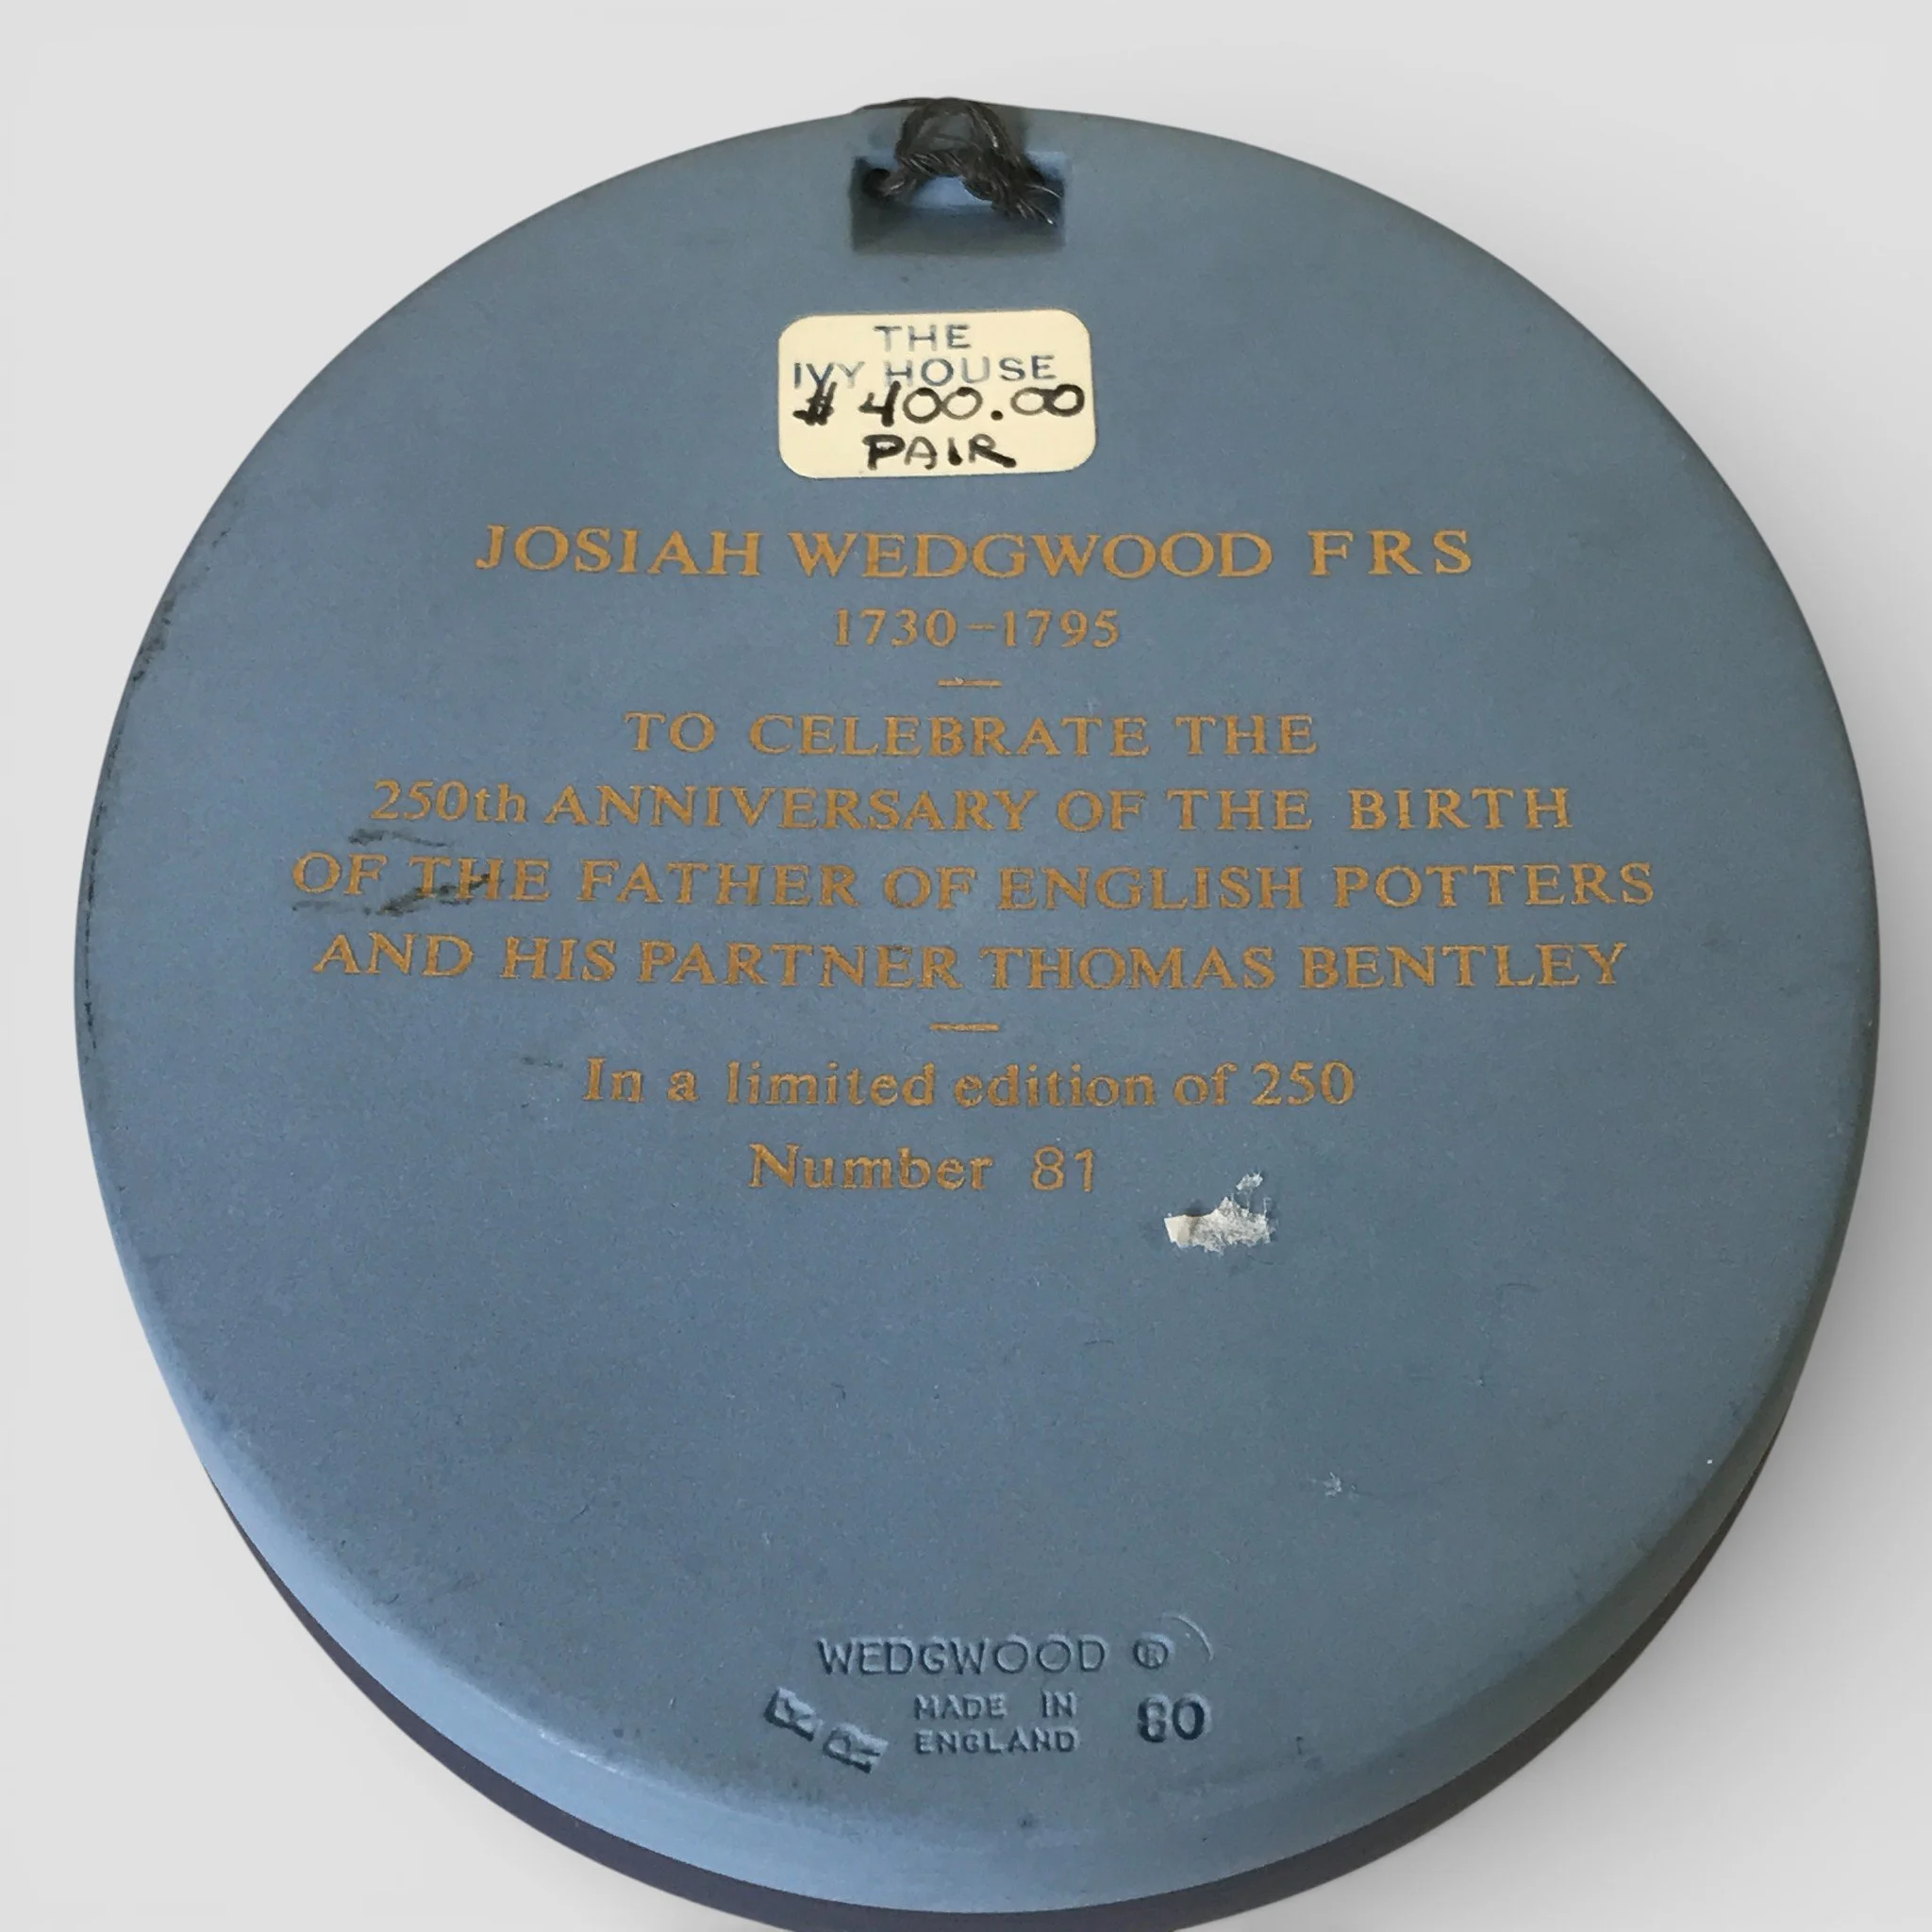 THE
IVY HOUSE
$ 400.00
PAIR
JOSIAH WEDGWOOD FRS
1730–1795
TO CELEBRATE THE
250th ANNIVERSARY OF THE BIRTH
OF THE FATHER OF ENGLISH POTTERS
AND HIS PARTNER THOMAS BENTLEY
In a limited edition of 250
Number 81
WEDGWOOD ®
MADE IN
ENGLAND
80
R